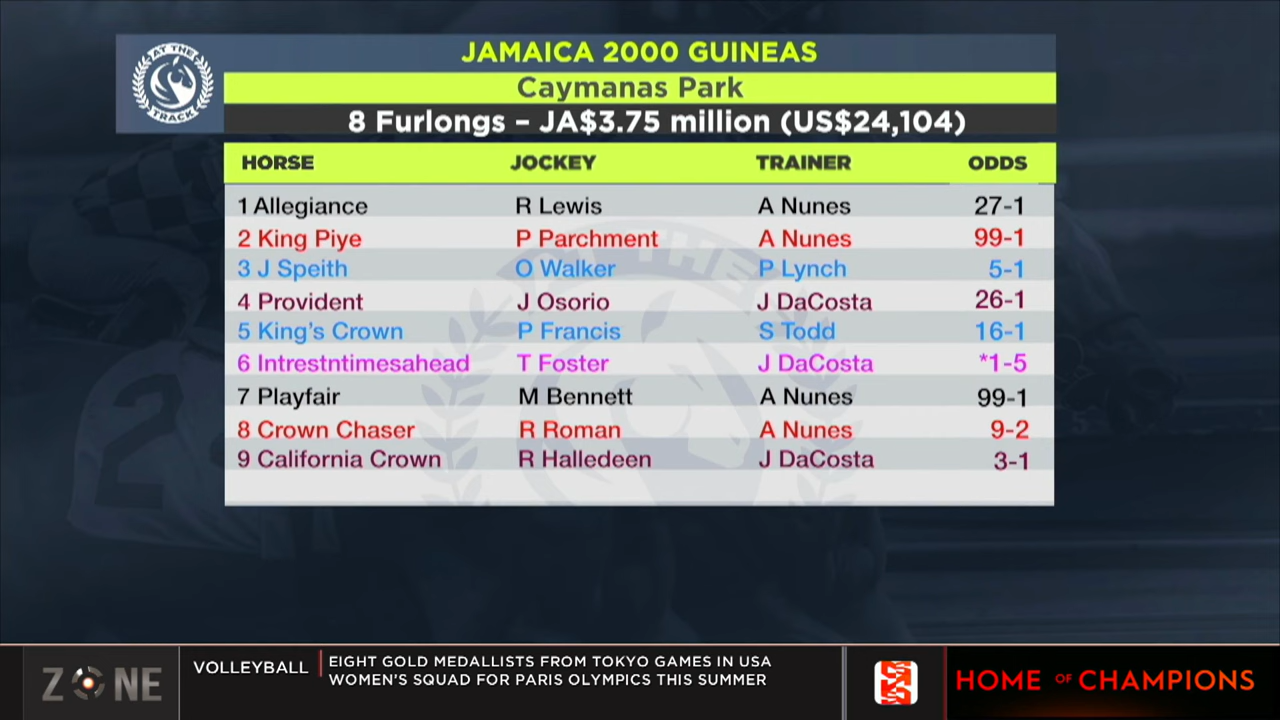 AT THE TRACK
JAMAICA 2000 GUINEAS
Caymanas Park
8 Furlongs – JA$3.75 million (US$24,104)
HORSE JOCKEY TRAINER ODDS
1 Allegiance R Lewis A Nunes 27-1
2 King Piye P Parchment A Nunes 99-1
3 J Speith O Walker P Lynch 5-1
4 Provident J Osorio J DaCosta 26-1
5 King's Crown P Francis S Todd 16-1
6 Intrestntimesahead T Foster J DaCosta *1-5
7 Playfair M Bennett A Nunes 99-1
8 Crown Chaser R Roman A Nunes 9-2
9 California Crown R Halledeen J DaCosta 3-1
ZONE
VOLLEYBALL
EIGHT GOLD MEDALLISTS FROM TOKYO GAMES IN USA
WOMEN'S SQUAD FOR PARIS OLYMPICS THIS SUMMER
HOME OF CHAMPIONS